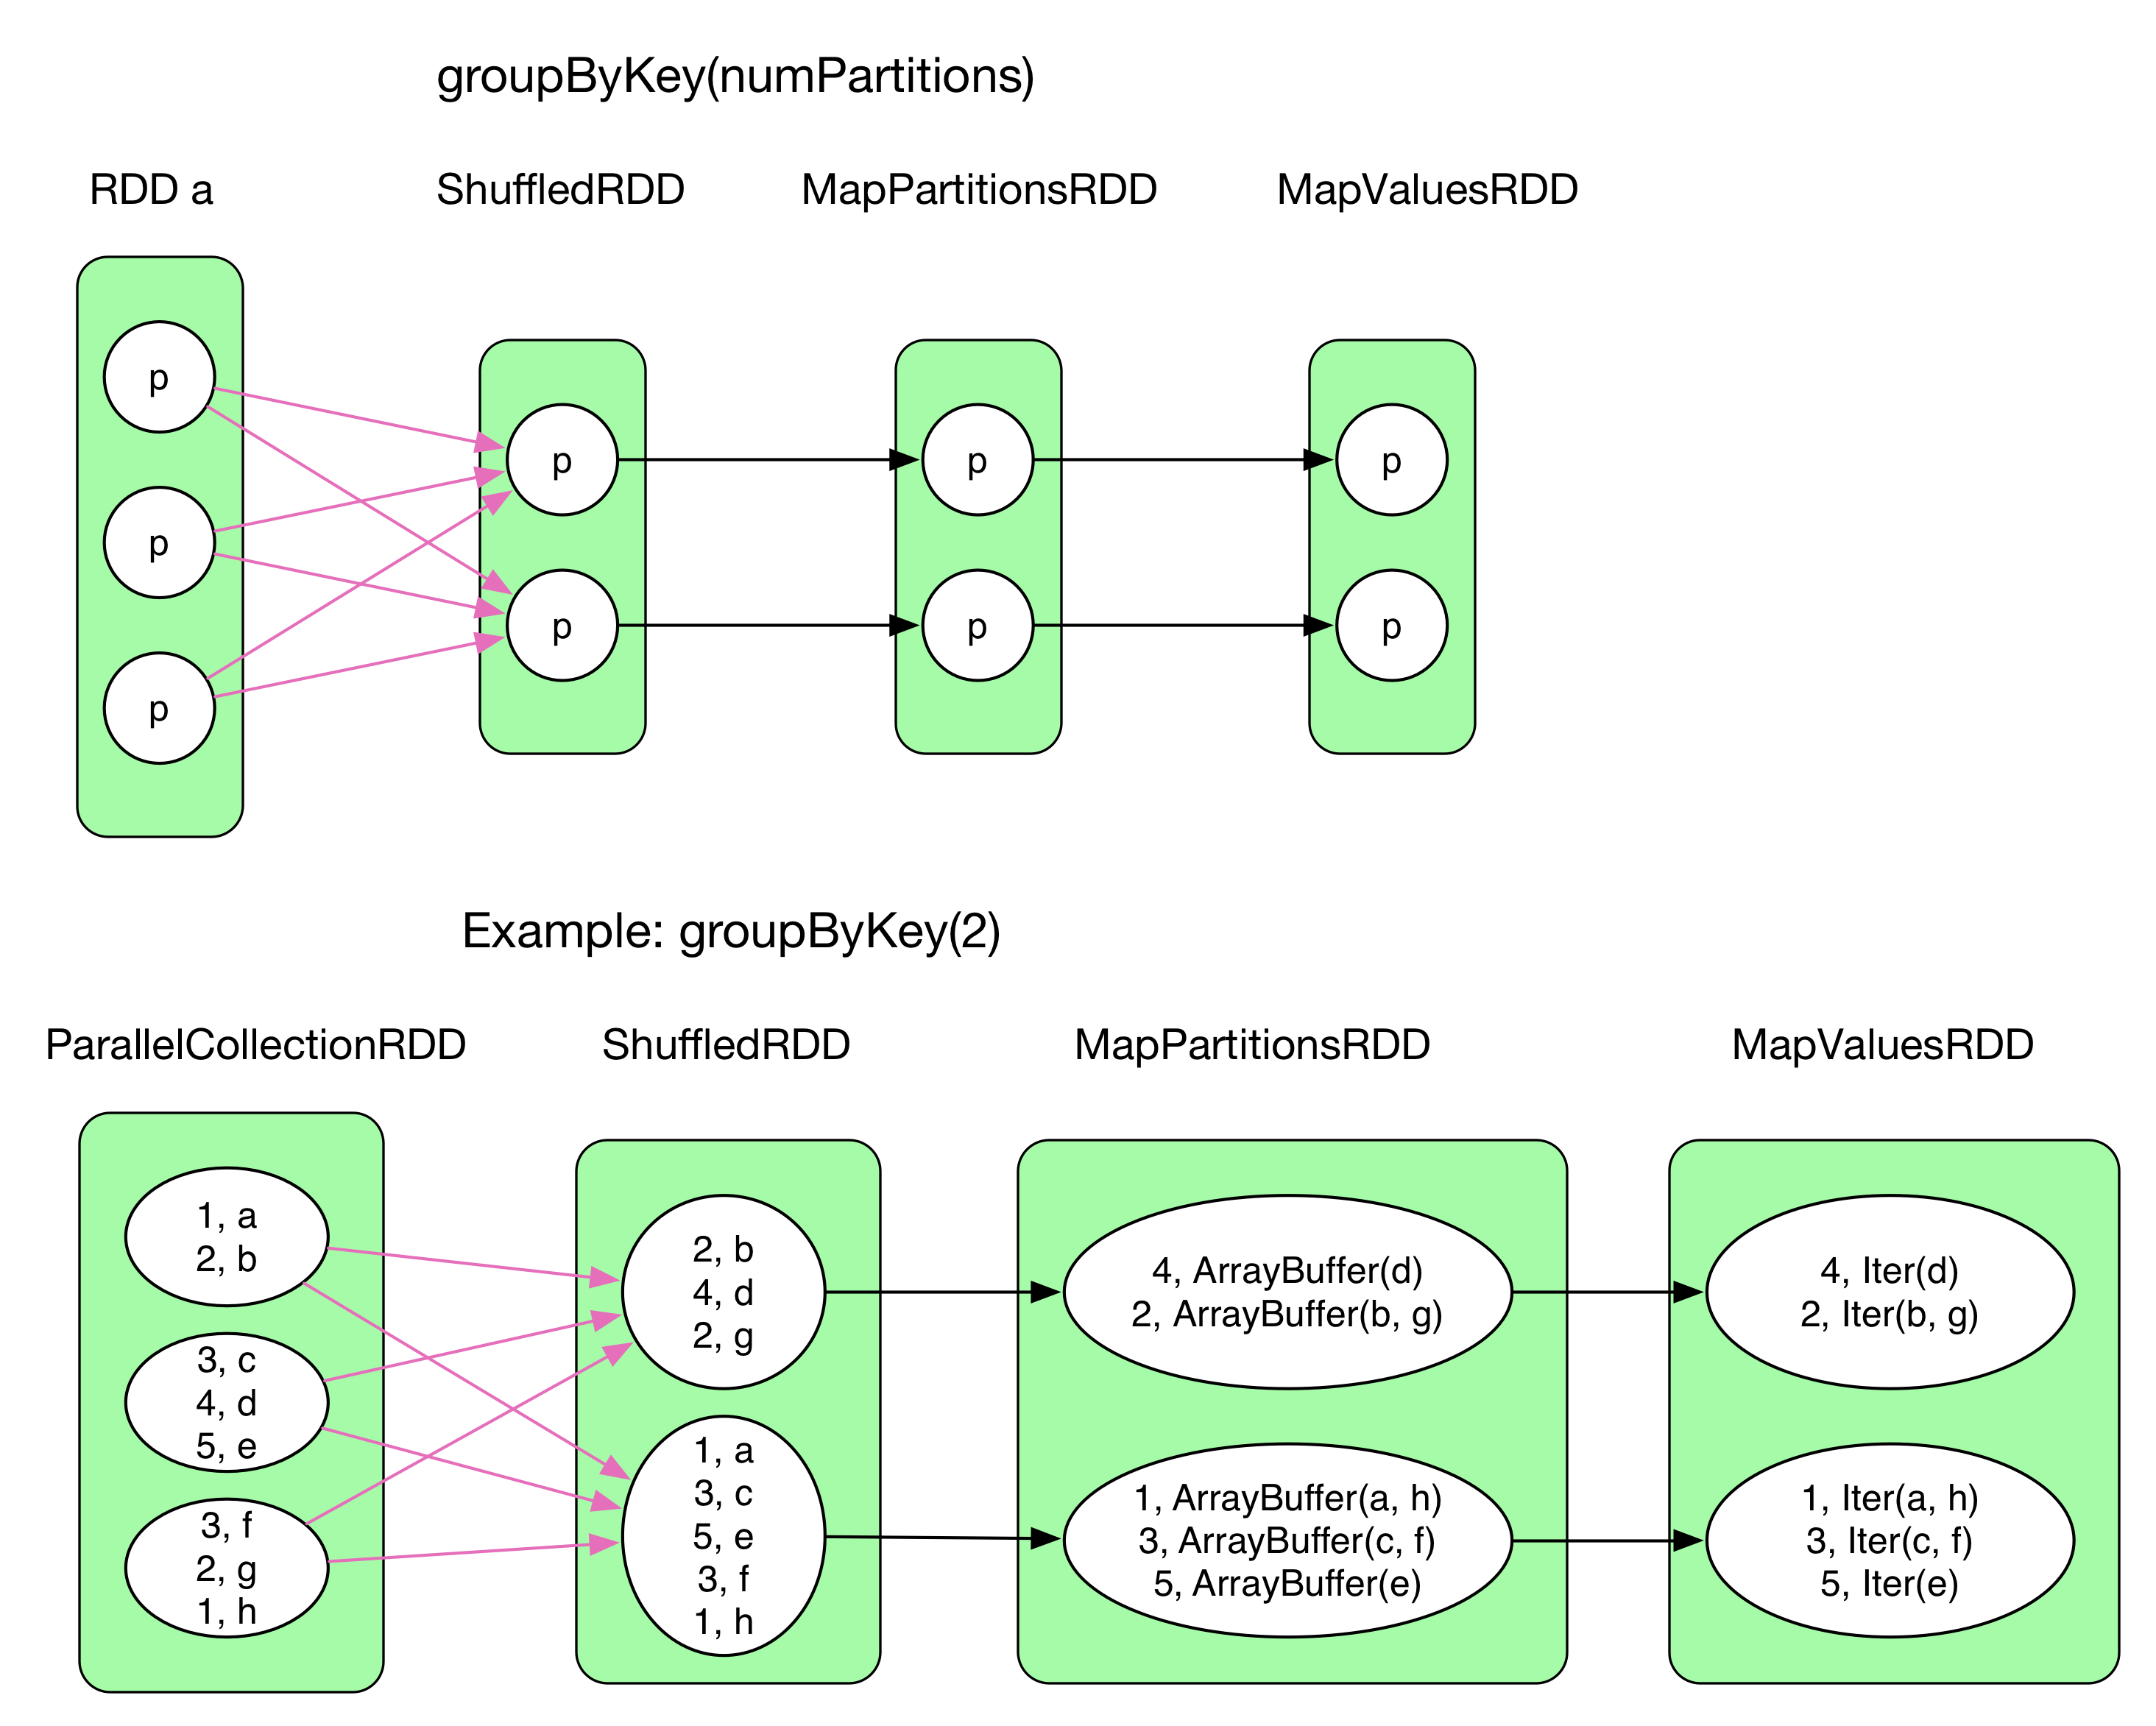 groupByKey(numPartitions)
RDD a
ShuffledRDD
MapPartitionsRDD
MapValuesRDD
p
p
p
p
p
p
p
p
p
Example: groupByKey(2)
ParallelCollectionRDD
ShuffledRDD
MapPartitionsRDD
MapValuesRDD
1, a
2, b
3, c
4, d
5, e
3, f
2, g
1, h
2, b
4, d
2, g
1, a
3, c
5, e
3, f
1, h
4, ArrayBuffer(d)
2, ArrayBuffer(b, g)
1, ArrayBuffer(a, h)
3, ArrayBuffer(c, f)
5, ArrayBuffer(e)
4, Iter(d)
2, Iter(b, g)
1, Iter(a, h)
3, Iter(c, f)
5, Iter(e)